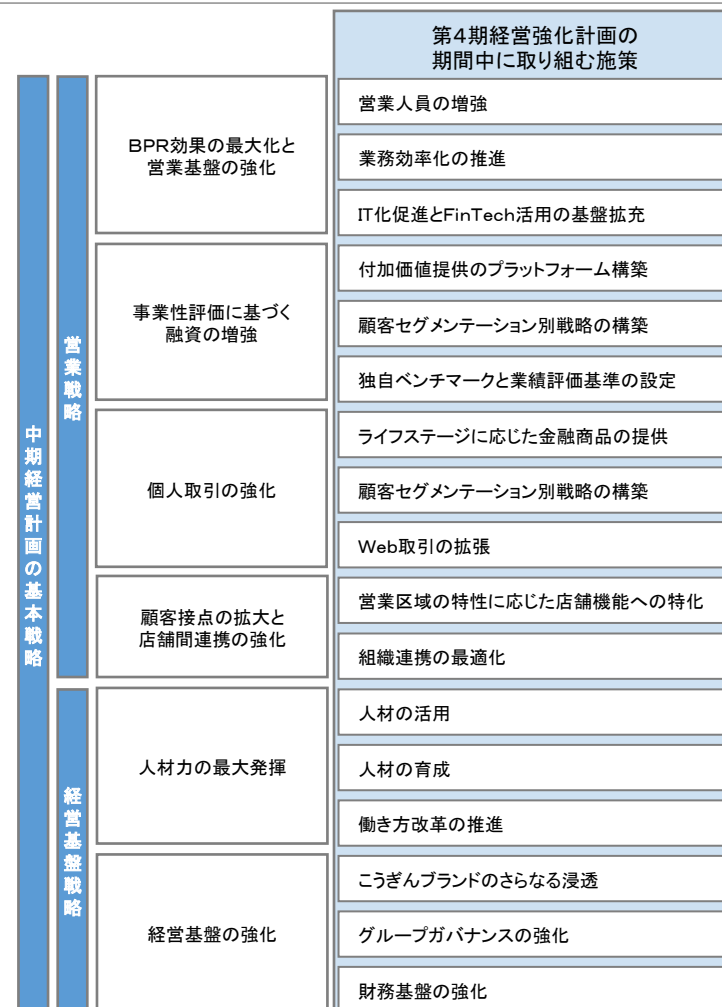 第4期経営強化計画の
期間中に取り組む施策
中期経営計画の基本戦略
営業戦略
BPR効果の最大化と
営業基盤の強化
営業人員の増強
業務効率化の推進
IT化促進とFinTech活用の基盤拡充
事業性評価に基づく
融資の増強
付加価値提供のプラットフォーム構築
顧客セグメンテーション別戦略の構築
独自ベンチマークと業績評価基準の設定
個人取引の強化
ライフステージに応じた金融商品の提供
顧客セグメンテーション別戦略の構築
Web取引の拡張
顧客接点の拡大と
店舗間連携の強化
営業区域の特性に応じた店舗機能への特化
組織連携の最適化
経営基盤戦略
人材力の最大発揮
人材の活用
人材の育成
働き方改革の推進
経営基盤の強化
こうぎんブランドのさらなる浸透
グループガバナンスの強化
財務基盤の強化